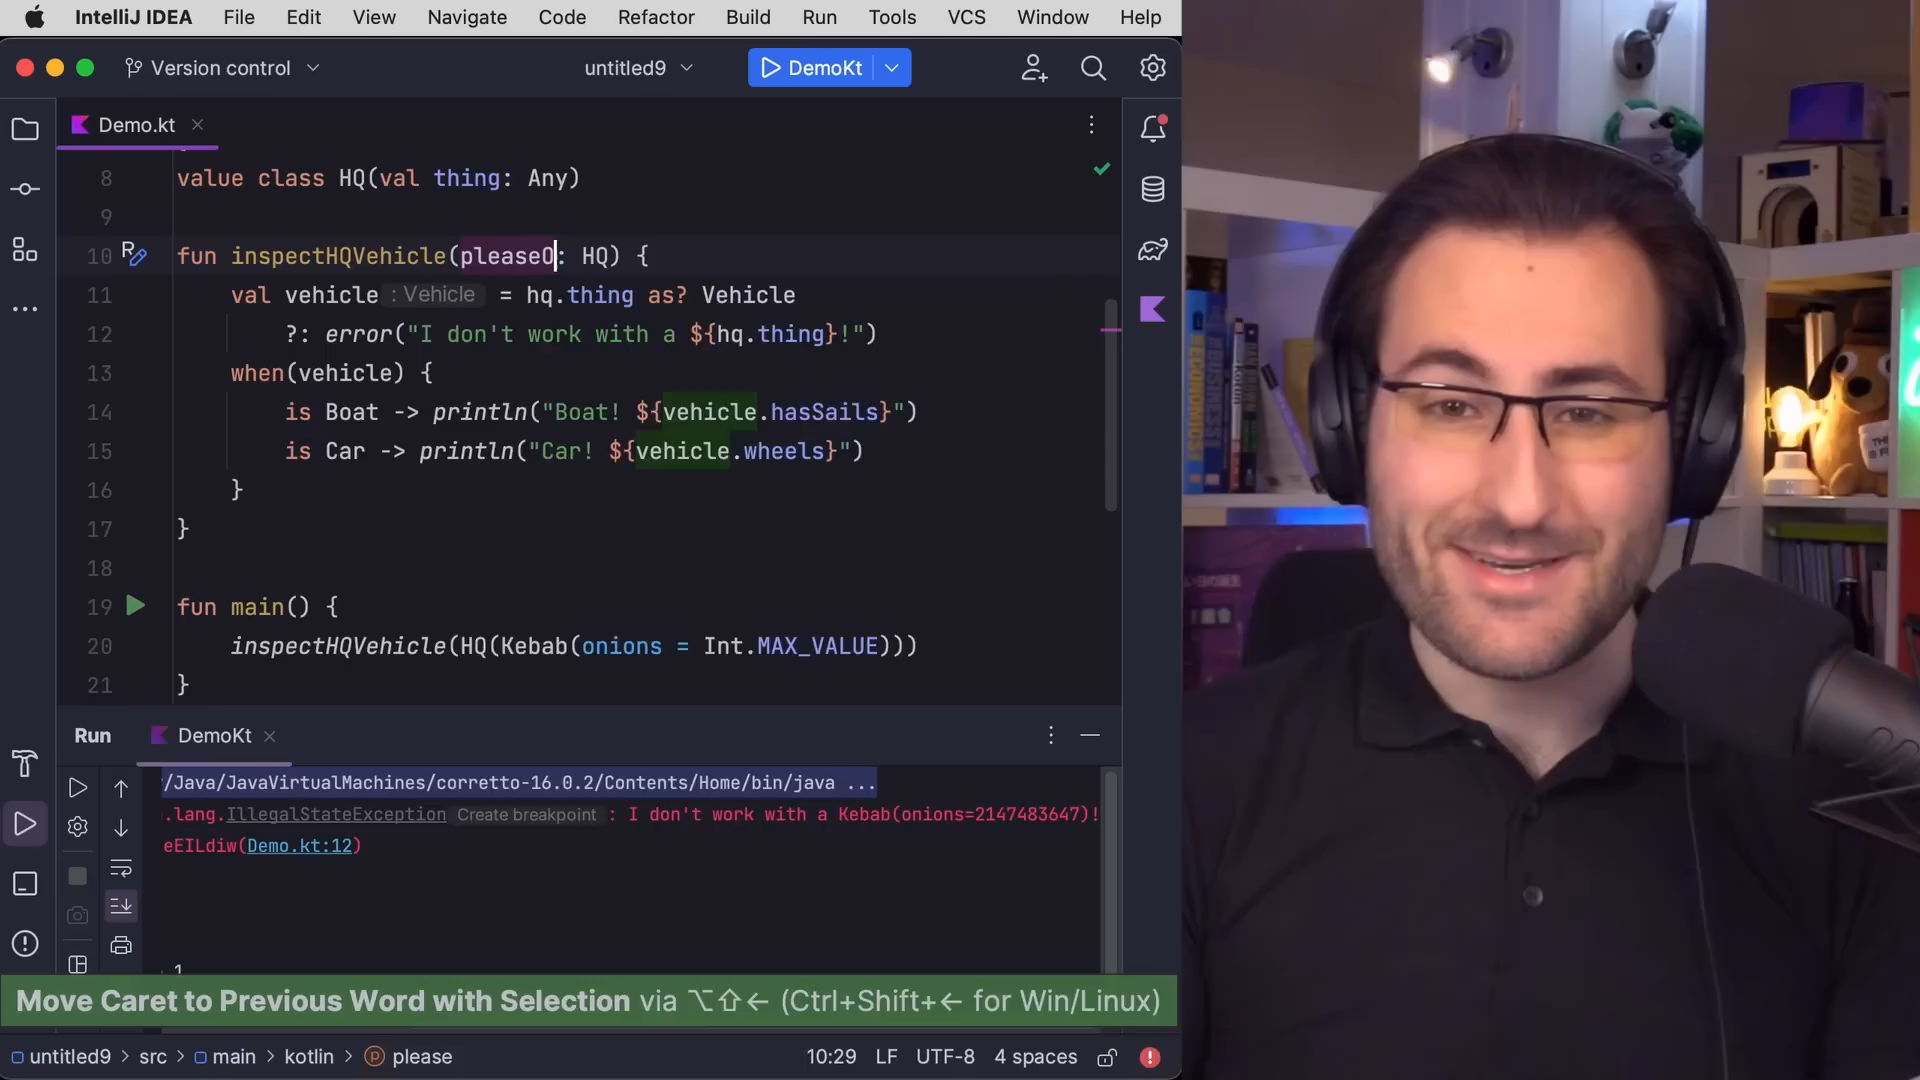 IntelliJ IDEA File Edit View Navigate Code Refactor Build Run Tools VCS Window Help
Version control untitled9 DemoKt
Demo.kt
8 value class HQ(val thing: Any)
9
10 fun inspectHQVehicle(pleaseO: HQ) {
11 val vehicle : Vehicle = hq.thing as? Vehicle
12 ?: error("I don't work with a ${hq.thing}!")
13 when(vehicle) {
14 is Boat -> println("Boat! ${vehicle.hasSails}")
15 is Car -> println("Car! ${vehicle.wheels}")
16 }
17 }
18
19 fun main() {
20 inspectHQVehicle(HQ(Kebab(onions = Int.MAX_VALUE)))
21 }
Run DemoKt
/Java/JavaVirtualMachines/corretto-16.0.2/Contents/Home/bin/java ...
.lang.IllegalStateException Create breakpoint : I don't work with a Kebab(onions=2147483647)!
eEILdiw(Demo.kt:12)
Move Caret to Previous Word with Selection via ⌥⇧← (Ctrl+Shift+← for Win/Linux)
untitled9 > src > main > kotlin > please 10:29 LF UTF-8 4 spaces